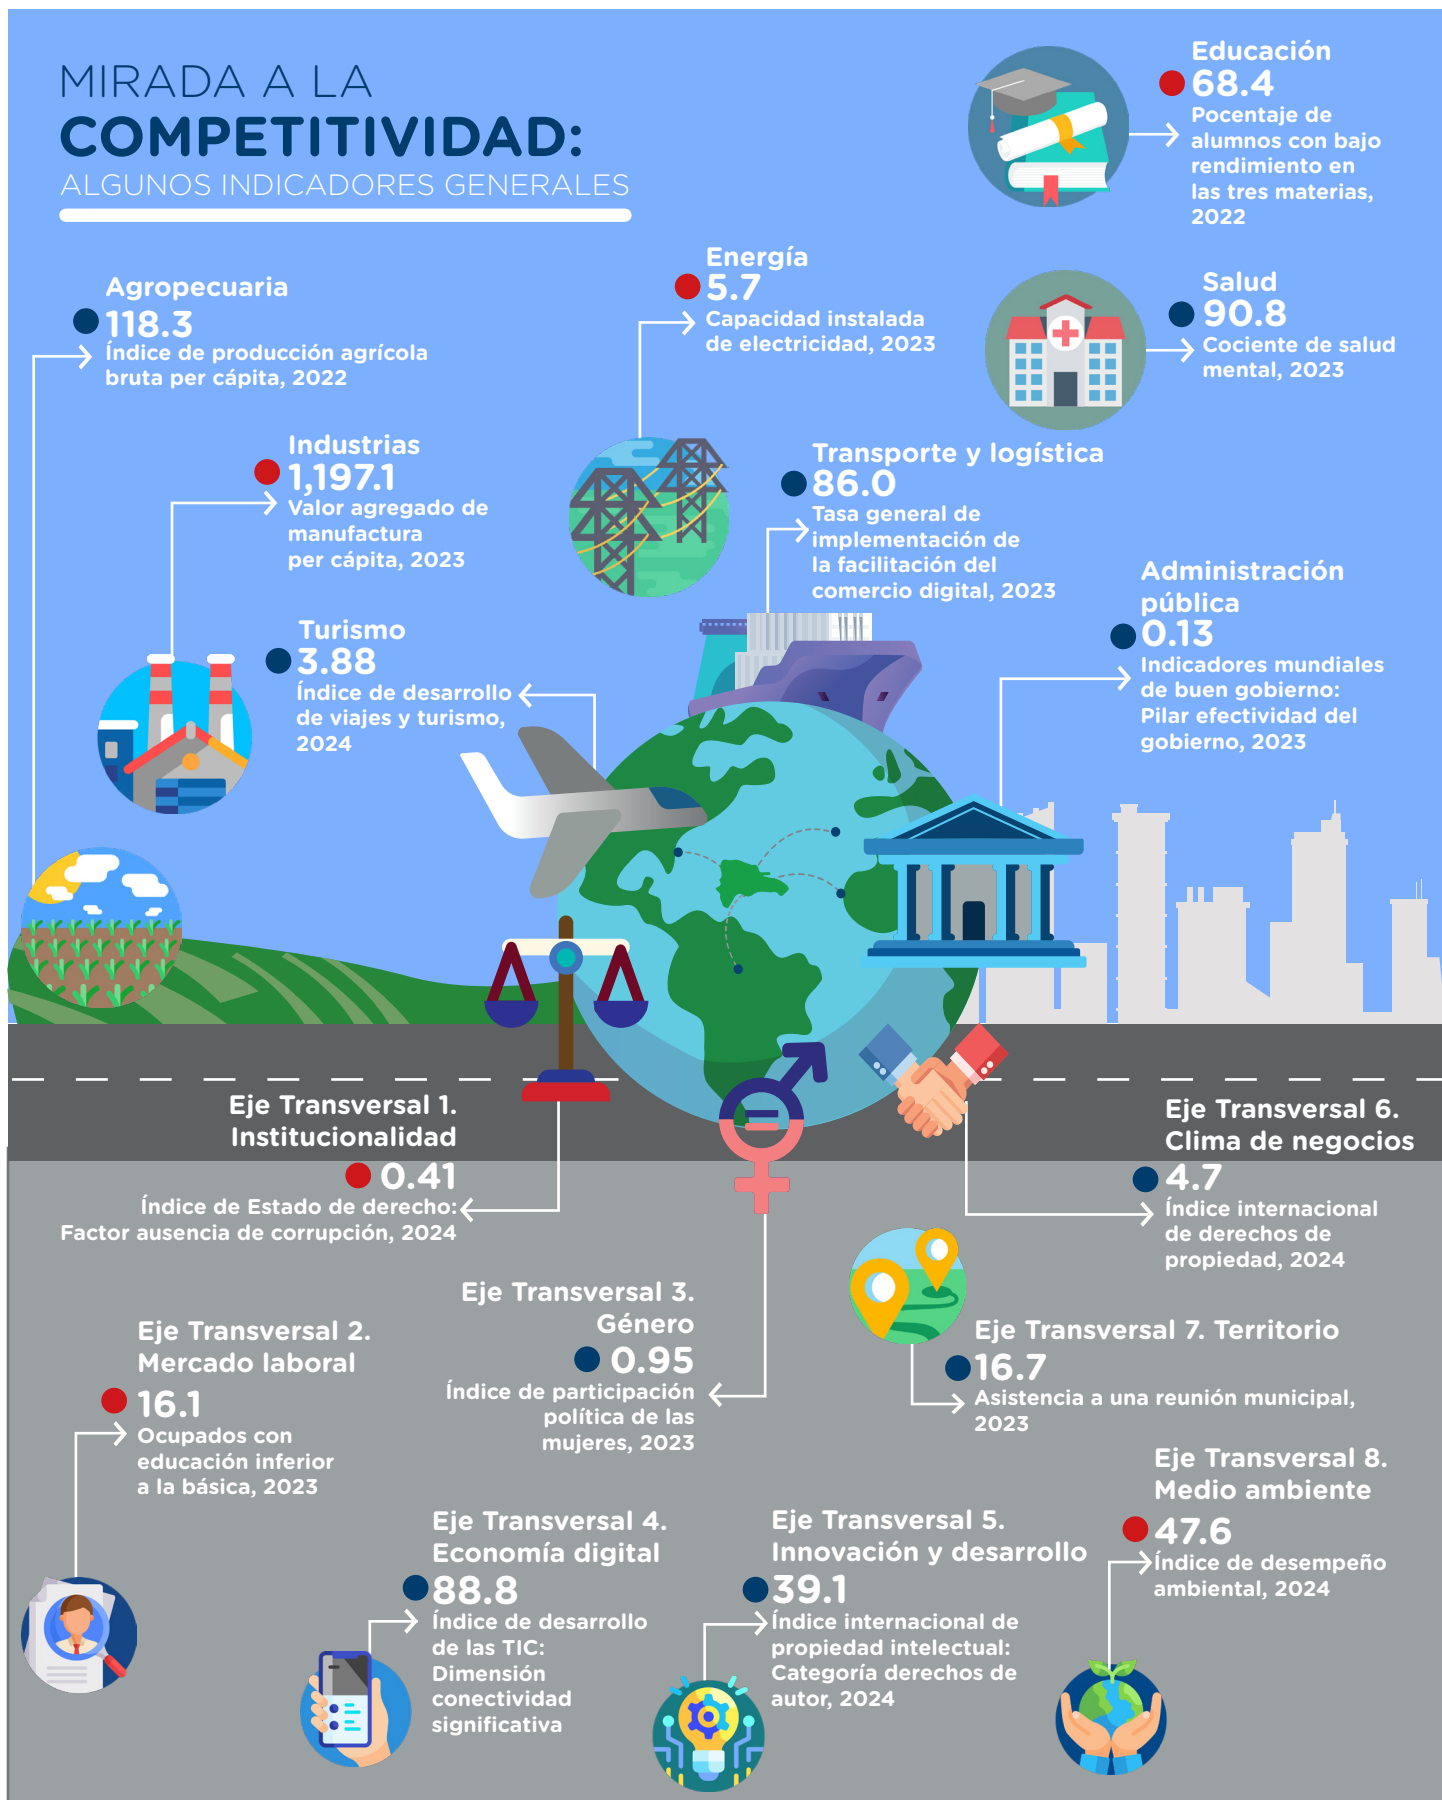 MIRADA A LA
COMPETITIVIDAD:
ALGUNOS INDICADORES GENERALES
Educación
68.4
Pocentaje de
alumnos con bajo
rendimiento en
las tres materias,
2022
Agropecuaria
118.3
Índice de producción agrícola
bruta per cápita, 2022
Energía
5.7
Capacidad instalada
de electricidad, 2023
Salud
90.8
Cociente de salud
mental, 2023
Industrias
1,197.1
Valor agregado de
manufactura
per cápita, 2023
Transporte y logística
86.0
Tasa general de
implementación de
la facilitación del
comercio digital, 2023
Turismo
3.88
Índice de desarrollo
de viajes y turismo,
2024
Administración
pública
0.13
Indicadores mundiales
de buen gobierno:
Pilar efectividad del
gobierno, 2023
Eje Transversal 1.
Institucionalidad
0.41
Índice de Estado de derecho:
Factor ausencia de corrupción, 2024
Eje Transversal 6.
Clima de negocios
4.7
Índice internacional
de derechos de
propiedad, 2024
Eje Transversal 2.
Mercado laboral
16.1
Ocupados con
educación inferior
a la básica, 2023
Eje Transversal 3.
Género
0.95
Índice de participación
política de las
mujeres, 2023
Eje Transversal 7. Territorio
16.7
Asistencia a una reunión municipal,
2023
Eje Transversal 4.
Economía digital
88.8
Índice de desarrollo
de las TIC:
Dimensión
conectividad
significativa
Eje Transversal 5.
Innovación y desarrollo
39.1
Índice internacional de
propiedad intelectual:
Categoría derechos de
autor, 2024
Eje Transversal 8.
Medio ambiente
47.6
Índice de desempeño
ambiental, 2024